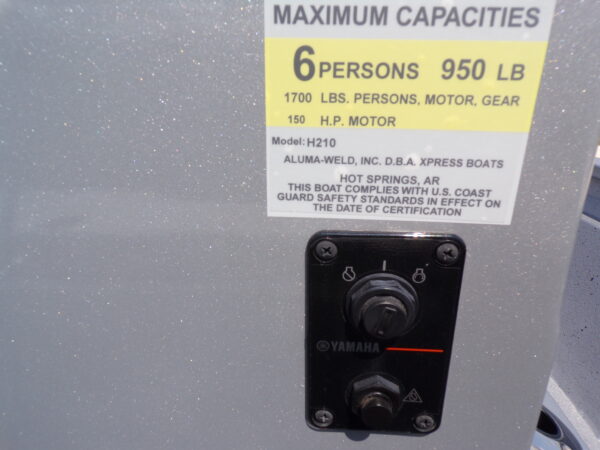 MAXIMUM CAPACITIES
6 PERSONS 950 LB
1700 LBS. PERSONS, MOTOR, GEAR
150 H.P. MOTOR
Model: H210
ALUMA-WELD, INC. D.B.A. XPRESS BOATS
HOT SPRINGS, AR
THIS BOAT COMPLIES WITH U.S. COAST
GUARD SAFETY STANDARDS IN EFFECT ON
THE DATE OF CERTIFICATION
YAMAHA